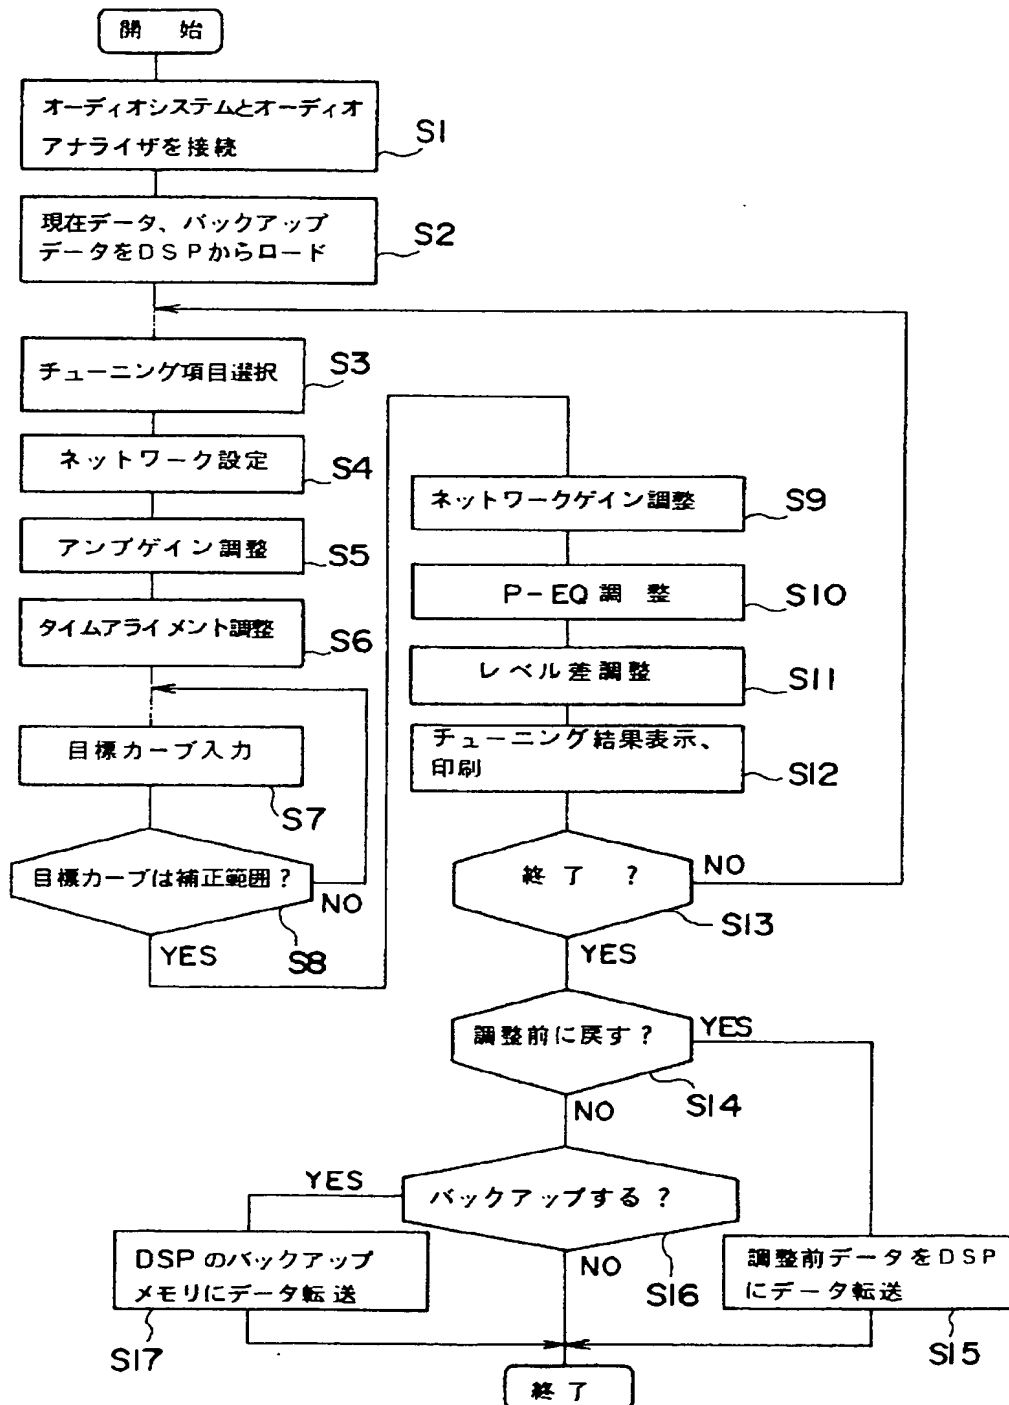 開 始
オーディオシステムとオーディオ
アナライザを接続
S1
現在データ、バックアップ
データをDSPからロード
S2
チューニング項目選択
S3
ネットワーク設定
S4
アンプゲイン調整
S5
タイムアライメント調整
S6
目標カーブ入力
S7
目標カーブは補正範囲?
NO
YES
S8
ネットワークゲイン調整
S9
P-EQ調 整
S10
レベル差調整
S11
チューニング結果表示、
印刷
S12
終了 ?
NO
S13
YES
調整前に戻す?
YES
S14
NO
バックアップする?
YES
NO
S16
DSPのバックアップ
メモリにデータ転送
S17
調整前データをDSP
にデータ転送
S15
終了